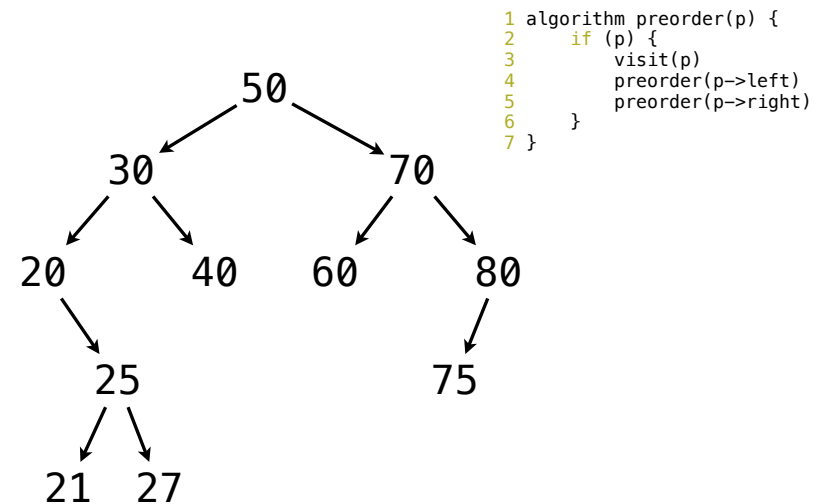 1 algorithm preorder(p) {
2     if (p) {
3         visit(p)
4         preorder(p->left)
5         preorder(p->right)
6     }
7 }
50
30 70
20 40 60 80
25 75
21 27